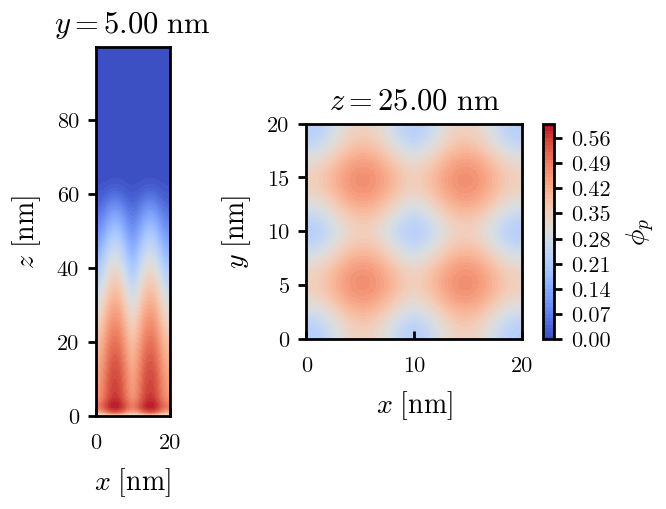 y = 5.00 nm
80
60
40
20
0
z [nm]
0 20
x [nm]
z = 25.00 nm
20
15
10
5
0
y [nm]
0 10 20
x [nm]
0.56
0.49
0.42
0.35
0.28
0.21
0.14
0.07
0.00
ϕp